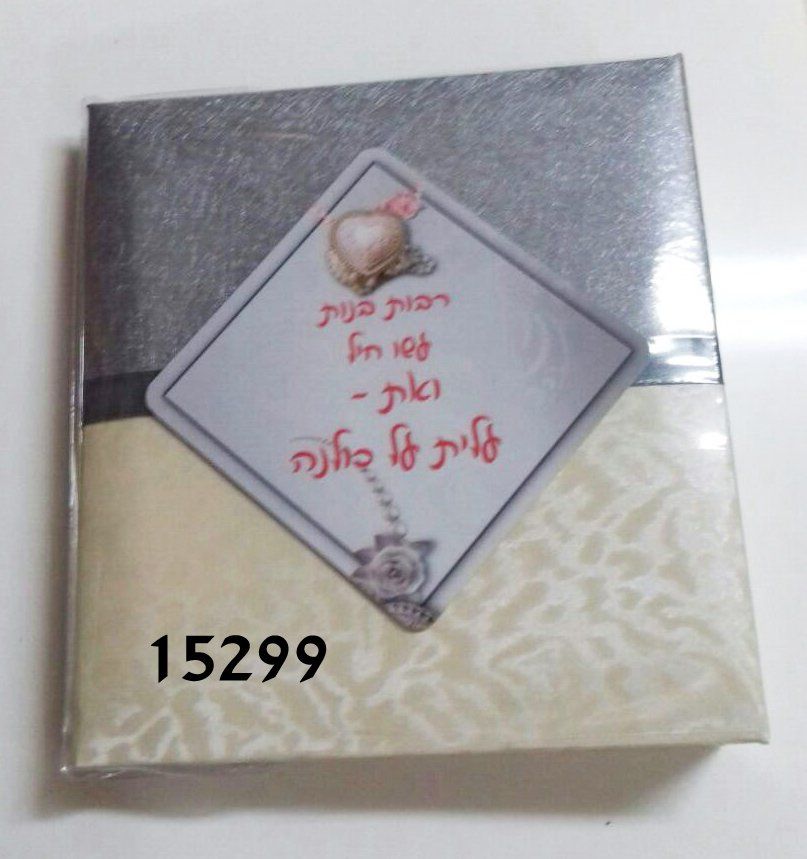 רבות בנות
עשו חיל
ואת -
עלית על כולנה
15299